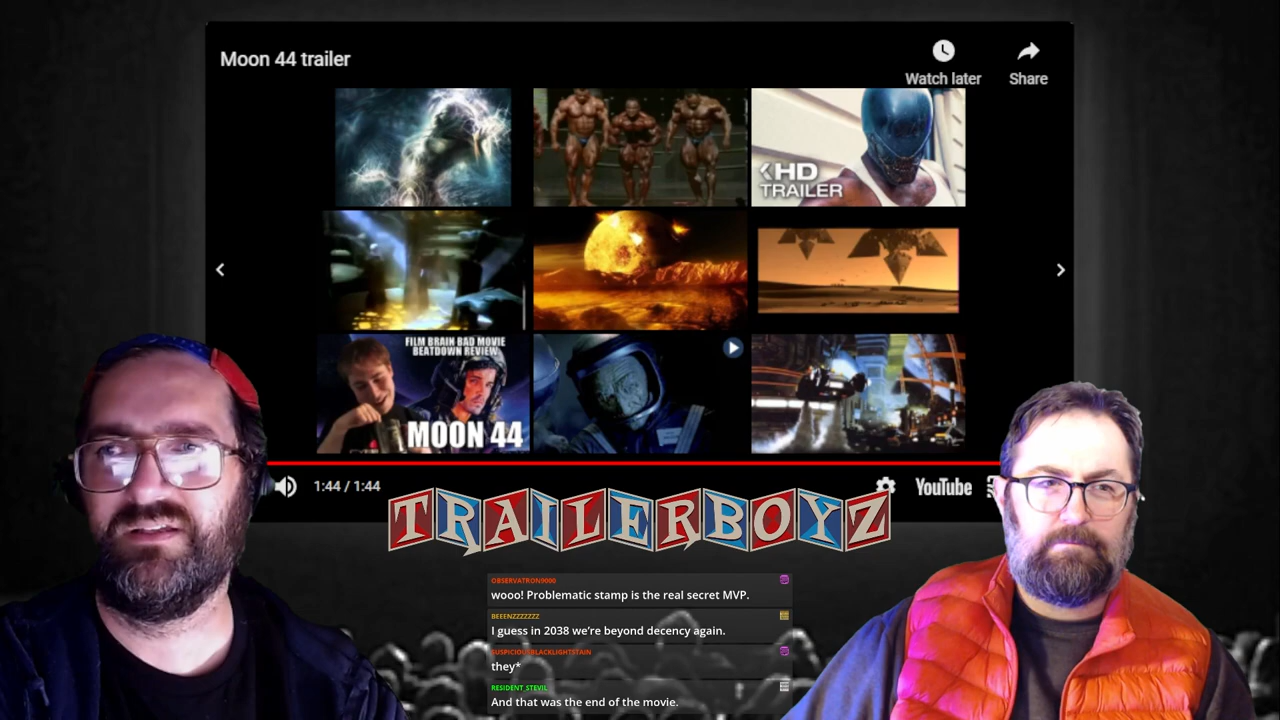 Moon 44 trailer
Watch later
Share
HD
TRAILER
FILM BRAIN BAD MOVIE
BEATDOWN REVIEW
MOON 44
1:44 / 1:44
YouTube
TRAILERBOYZ
OBSERVATRON9000
wooo! Problematic stamp is the real secret MVP.
BEEENZZZZZZZ
I guess in 2038 we're beyond decency again.
SUSPICIOUSBLACKLIGHTSTAIN
they*
RESIDENT_STEVIL
And that was the end of the movie.